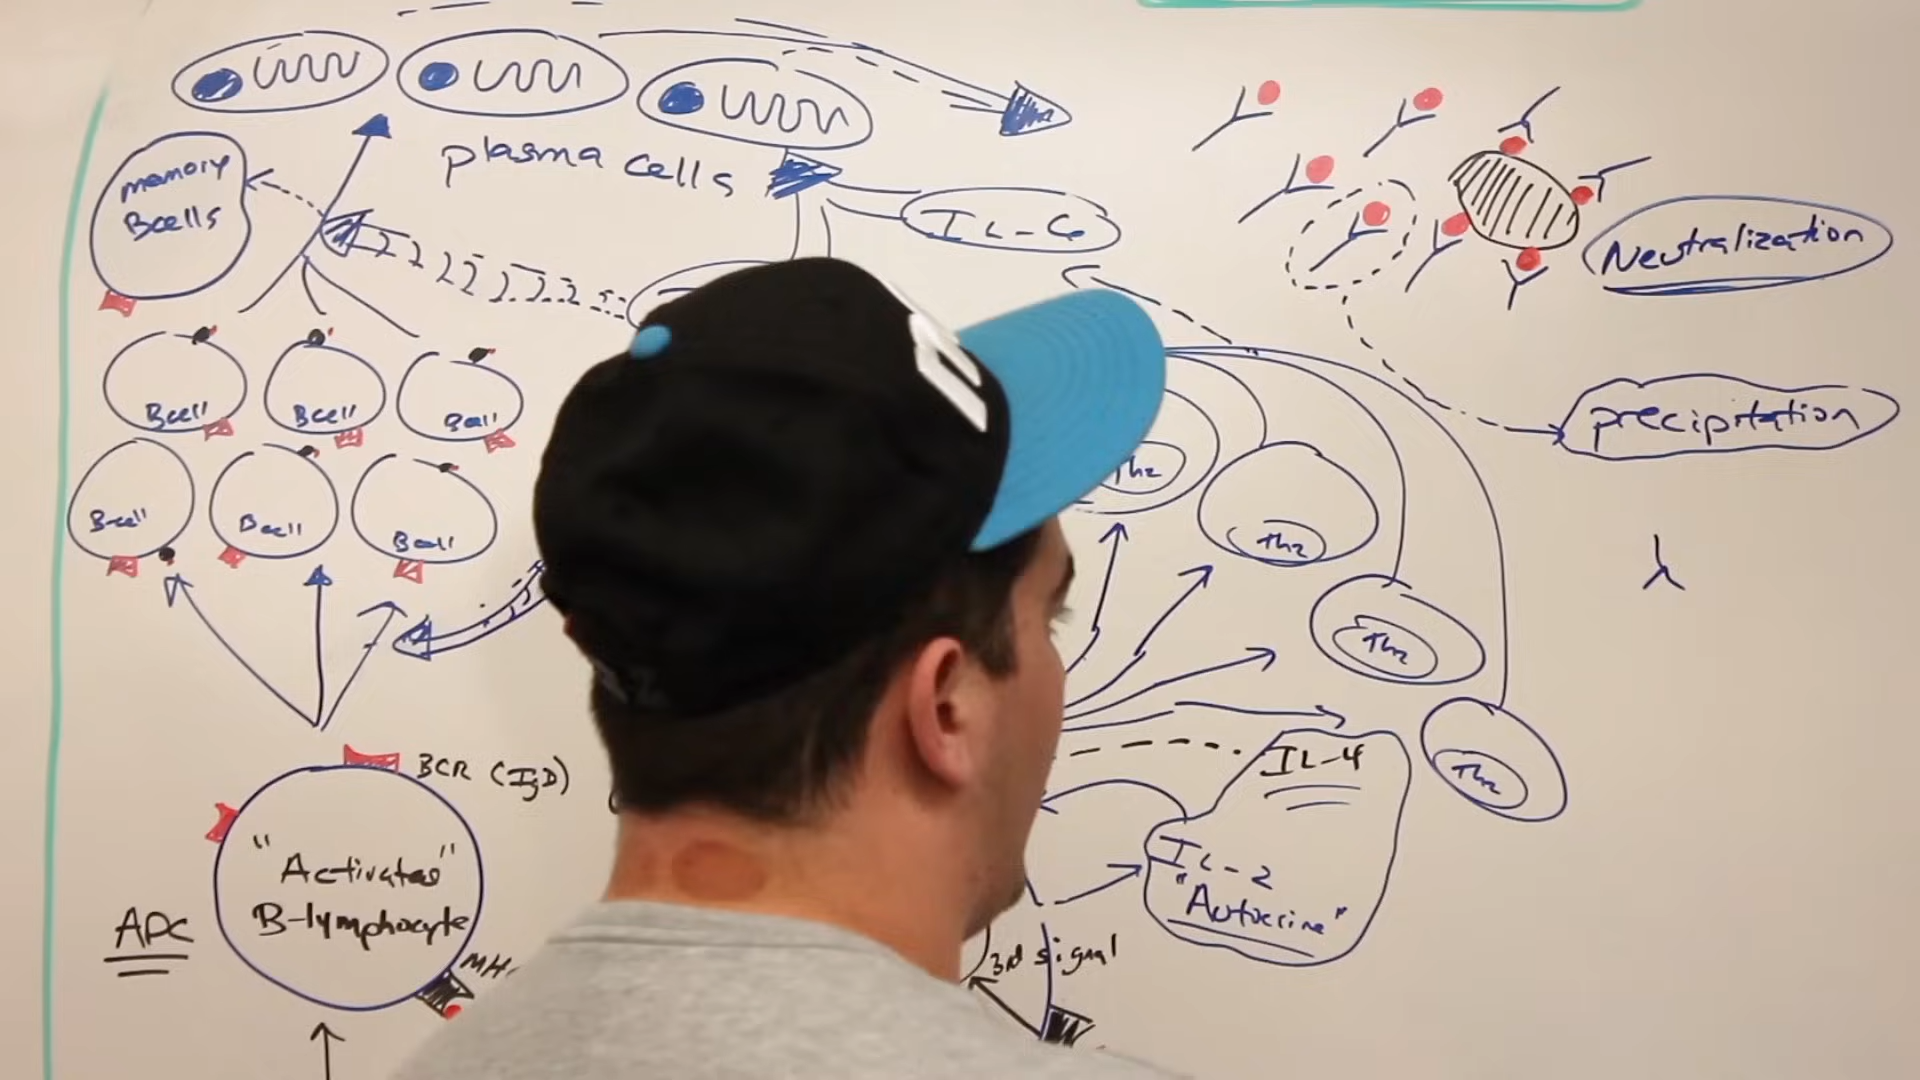 plasma cells
memory
Bcells
IL-6
Neutralization
precipitation
Bcell
Bcell
Bcell
B-cell
Bcell
Bcell
Th2
Th2
Th2
Th2
BCR (IgD)
"Activated"
B-lymphocyte
APC
IL-4
IL-2
"Autocrine"
3rd signal